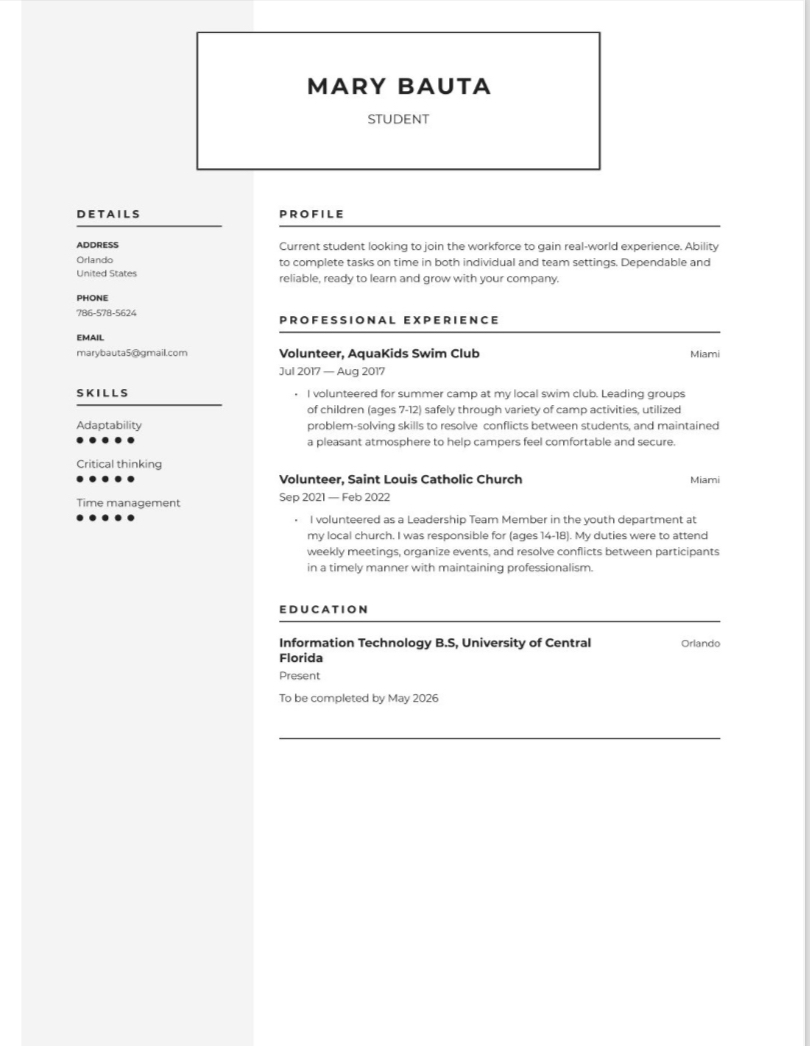 MARY BAUTA
STUDENT
DETAILS
ADDRESS
Orlando
United States
PHONE
786-578-5624
EMAIL
marybauta5@gmail.com
SKILLS
Adaptability
Critical thinking
Time management
PROFILE
Current student looking to join the workforce to gain real-world experience. Ability
to complete tasks on time in both individual and team settings. Dependable and
reliable, ready to learn and grow with your company.
PROFESSIONAL EXPERIENCE
Volunteer, AquaKids Swim Club Miami
Jul 2017 — Aug 2017
• I volunteered for summer camp at my local swim club. Leading groups
of children (ages 7-12) safely through variety of camp activities, utilized
problem-solving skills to resolve conflicts between students, and maintained
a pleasant atmosphere to help campers feel comfortable and secure.
Volunteer, Saint Louis Catholic Church Miami
Sep 2021 — Feb 2022
• I volunteered as a Leadership Team Member in the youth department at
my local church. I was responsible for (ages 14-18). My duties were to attend
weekly meetings, organize events, and resolve conflicts between participants
in a timely manner with maintaining professionalism.
EDUCATION
Information Technology B.S, University of Central Orlando
Florida
Present
To be completed by May 2026